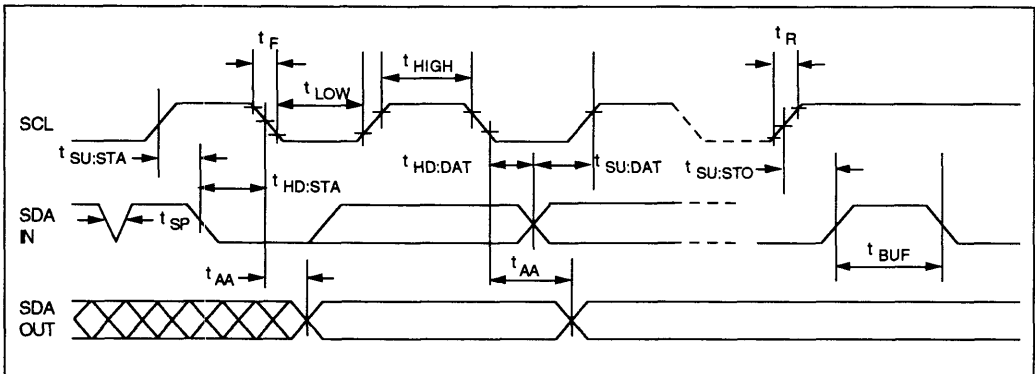 t F
t R
t HIGH
t LOW
SCL
t SU:STA
t HD:STA
t HD:DAT
t SU:DAT
t SU:STO
SDA
IN
t SP
t BUF
t AA
t AA
SDA
OUT